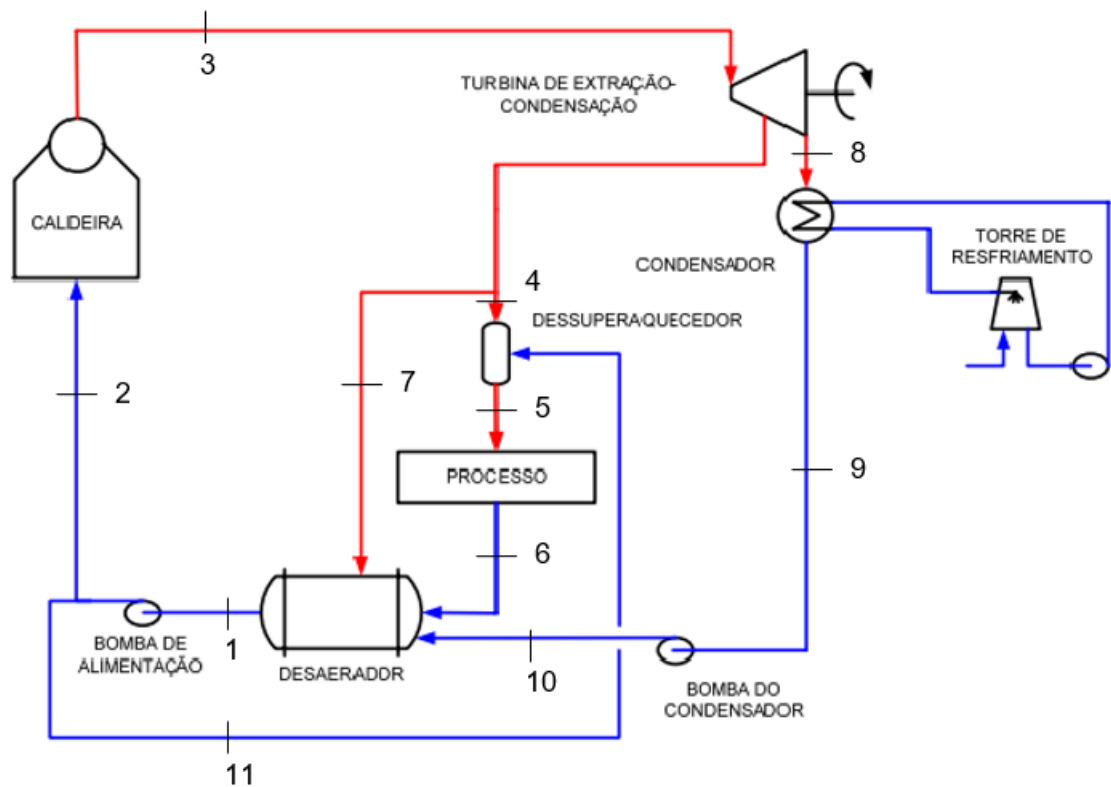 3
TURBINA DE EXTRAÇÃO-
CONDENSAÇÃO
8
CALIDEIRA
TORRE DE
RESFRIAMENTO
CONDENSADOR
4
DESSUPERAQUECEDOR
7
2
5
PROCESSO
9
6
BOMBA DE
ALIMENTAÇÃO
1
DESAERADOR
10
BOMBA DO
CONDENSADOR
11